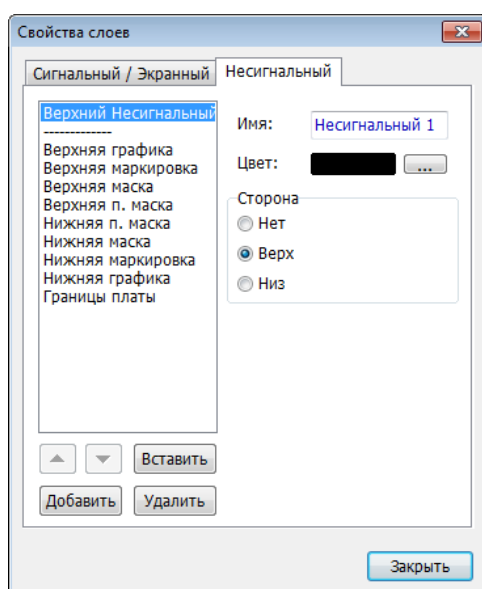 Свойства слоев
Сигнальный / Экранный
Несигнальный
Верхний Несигнальный
-------------
Верхняя графика
Верхняя маркировка
Верхняя маска
Верхняя п. маска
Нижняя п. маска
Нижняя маска
Нижняя маркировка
Нижняя графика
Границы платы
Имя:
Несигнальный 1
Цвет:
...
Сторона
Нет
Верх
Низ
Вставить
Добавить
Удалить
Закрыть